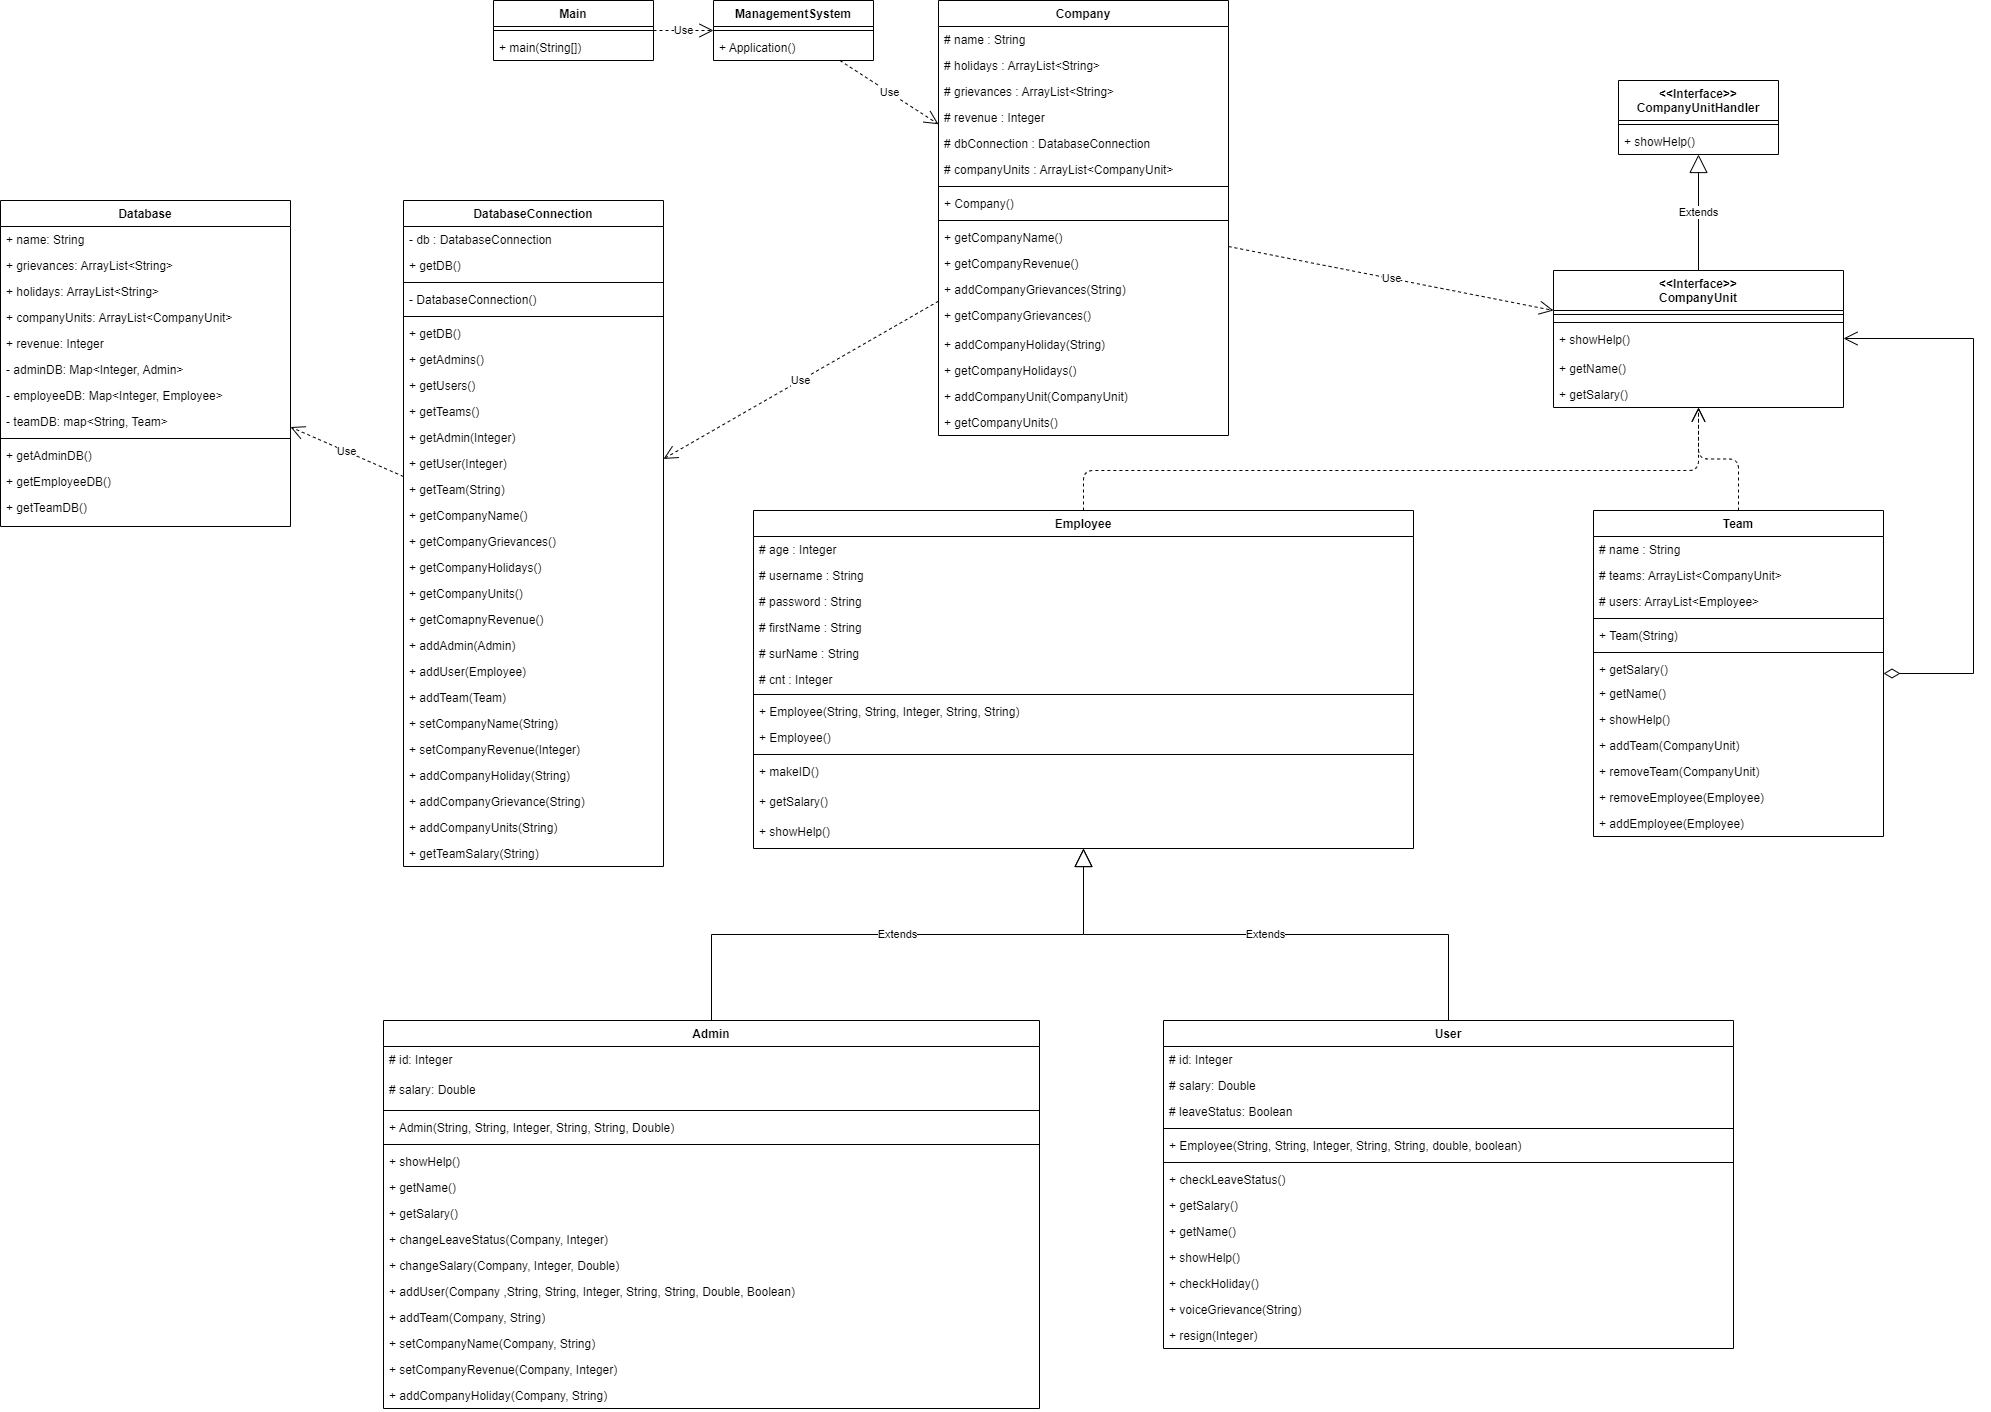 Main
+ main(String[])
Use
ManagementSystem
+ Application()
Use
Company
# name : String
# holidays : ArrayList<String>
# grievances : ArrayList<String>
# revenue : Integer
# dbConnection : DatabaseConnection
# companyUnits : ArrayList<CompanyUnit>
+ Company()
+ getCompanyName()
+ getCompanyRevenue()
+ addCompanyGrievances(String)
+ getCompanyGrievances()
+ addCompanyHoliday(String)
+ getCompanyHolidays()
+ addCompanyUnit(CompanyUnit)
+ getCompanyUnits()
Use
Use
<<Interface>>
CompanyUnitHandler
+ showHelp()
Extends
<<Interface>>
CompanyUnit
+ showHelp()
+ getName()
+ getSalary()
Database
+ name: String
+ grievances: ArrayList<String>
+ holidays: ArrayList<String>
+ companyUnits: ArrayList<CompanyUnit>
+ revenue: Integer
- adminDB: Map<Integer, Admin>
- employeeDB: Map<Integer, Employee>
- teamDB: map<String, Team>
+ getAdminDB()
+ getEmployeeDB()
+ getTeamDB()
Use
DatabaseConnection
- db : DatabaseConnection
+ getDB()
- DatabaseConnection()
+ getDB()
+ getAdmins()
+ getUsers()
+ getTeams()
+ getAdmin(Integer)
+ getUser(Integer)
+ getTeam(String)
+ getCompanyName()
+ getCompanyGrievances()
+ getCompanyHolidays()
+ getCompanyUnits()
+ getComapnyRevenue()
+ addAdmin(Admin)
+ addUser(Employee)
+ addTeam(Team)
+ setCompanyName(String)
+ setCompanyRevenue(Integer)
+ addCompanyHoliday(String)
+ addCompanyGrievance(String)
+ addCompanyUnits(String)
+ getTeamSalary(String)
Employee
# age : Integer
# username : String
# password : String
# firstName : String
# surName : String
# cnt : Integer
+ Employee(String, String, Integer, String, String)
+ Employee()
+ makeID()
+ getSalary()
+ showHelp()
Team
# name : String
# teams: ArrayList<CompanyUnit>
# users: ArrayList<Employee>
+ Team(String)
+ getSalary()
+ getName()
+ showHelp()
+ addTeam(CompanyUnit)
+ removeTeam(CompanyUnit)
+ removeEmployee(Employee)
+ addEmployee(Employee)
Extends
Extends
Admin
# id: Integer
# salary: Double
+ Admin(String, String, Integer, String, String, Double)
+ showHelp()
+ getName()
+ getSalary()
+ changeLeaveStatus(Company, Integer)
+ changeSalary(Company, Integer, Double)
+ addUser(Company ,String, String, Integer, String, String, Double, Boolean)
+ addTeam(Company, String)
+ setCompanyName(Company, String)
+ setCompanyRevenue(Company, Integer)
+ addCompanyHoliday(Company, String)
User
# id: Integer
# salary: Double
# leaveStatus: Boolean
+ Employee(String, String, Integer, String, String, double, boolean)
+ checkLeaveStatus()
+ getSalary()
+ getName()
+ showHelp()
+ checkHoliday()
+ voiceGrievance(String)
+ resign(Integer)